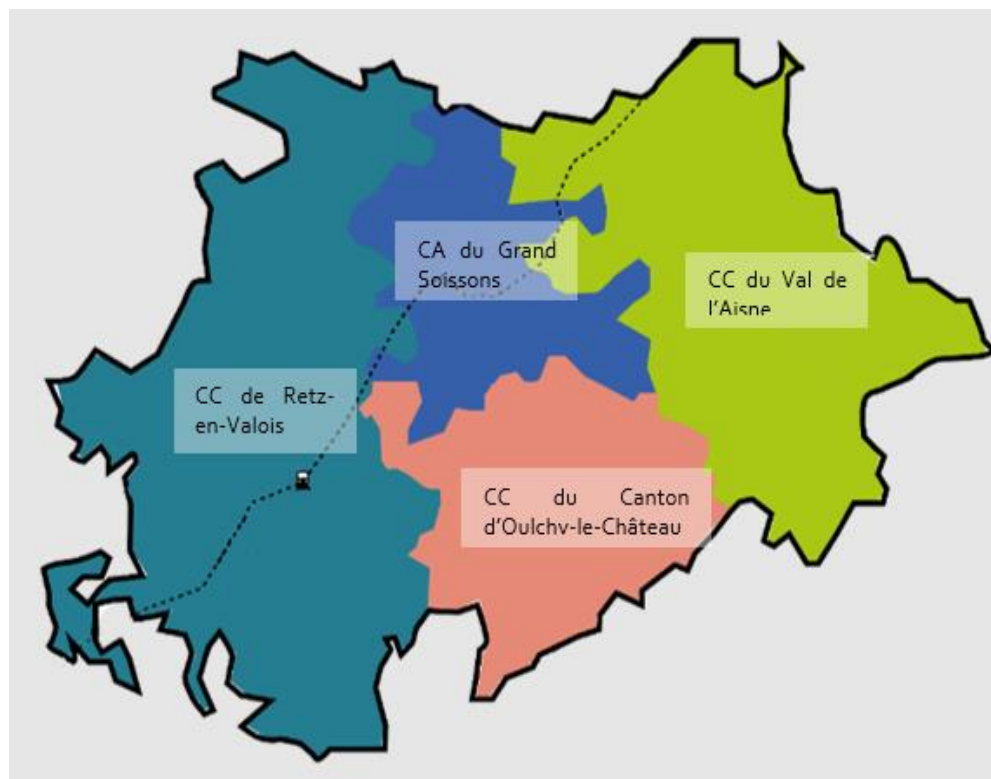 CA du Grand
Soissons
CC du Val de
l'Aisne
CC de Retz-
en-Valois
CC du Canton
d'Oulchy-le-Château